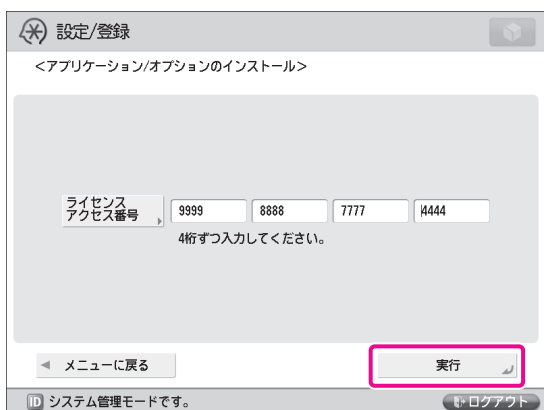 設定/登録
<アプリケーション/オプションのインストール>
ライセンス
アクセス番号
9999 8888 7777 4444
4桁ずつ入力してください。
メニューに戻る 実行
ID システム管理モードです。 ログアウト